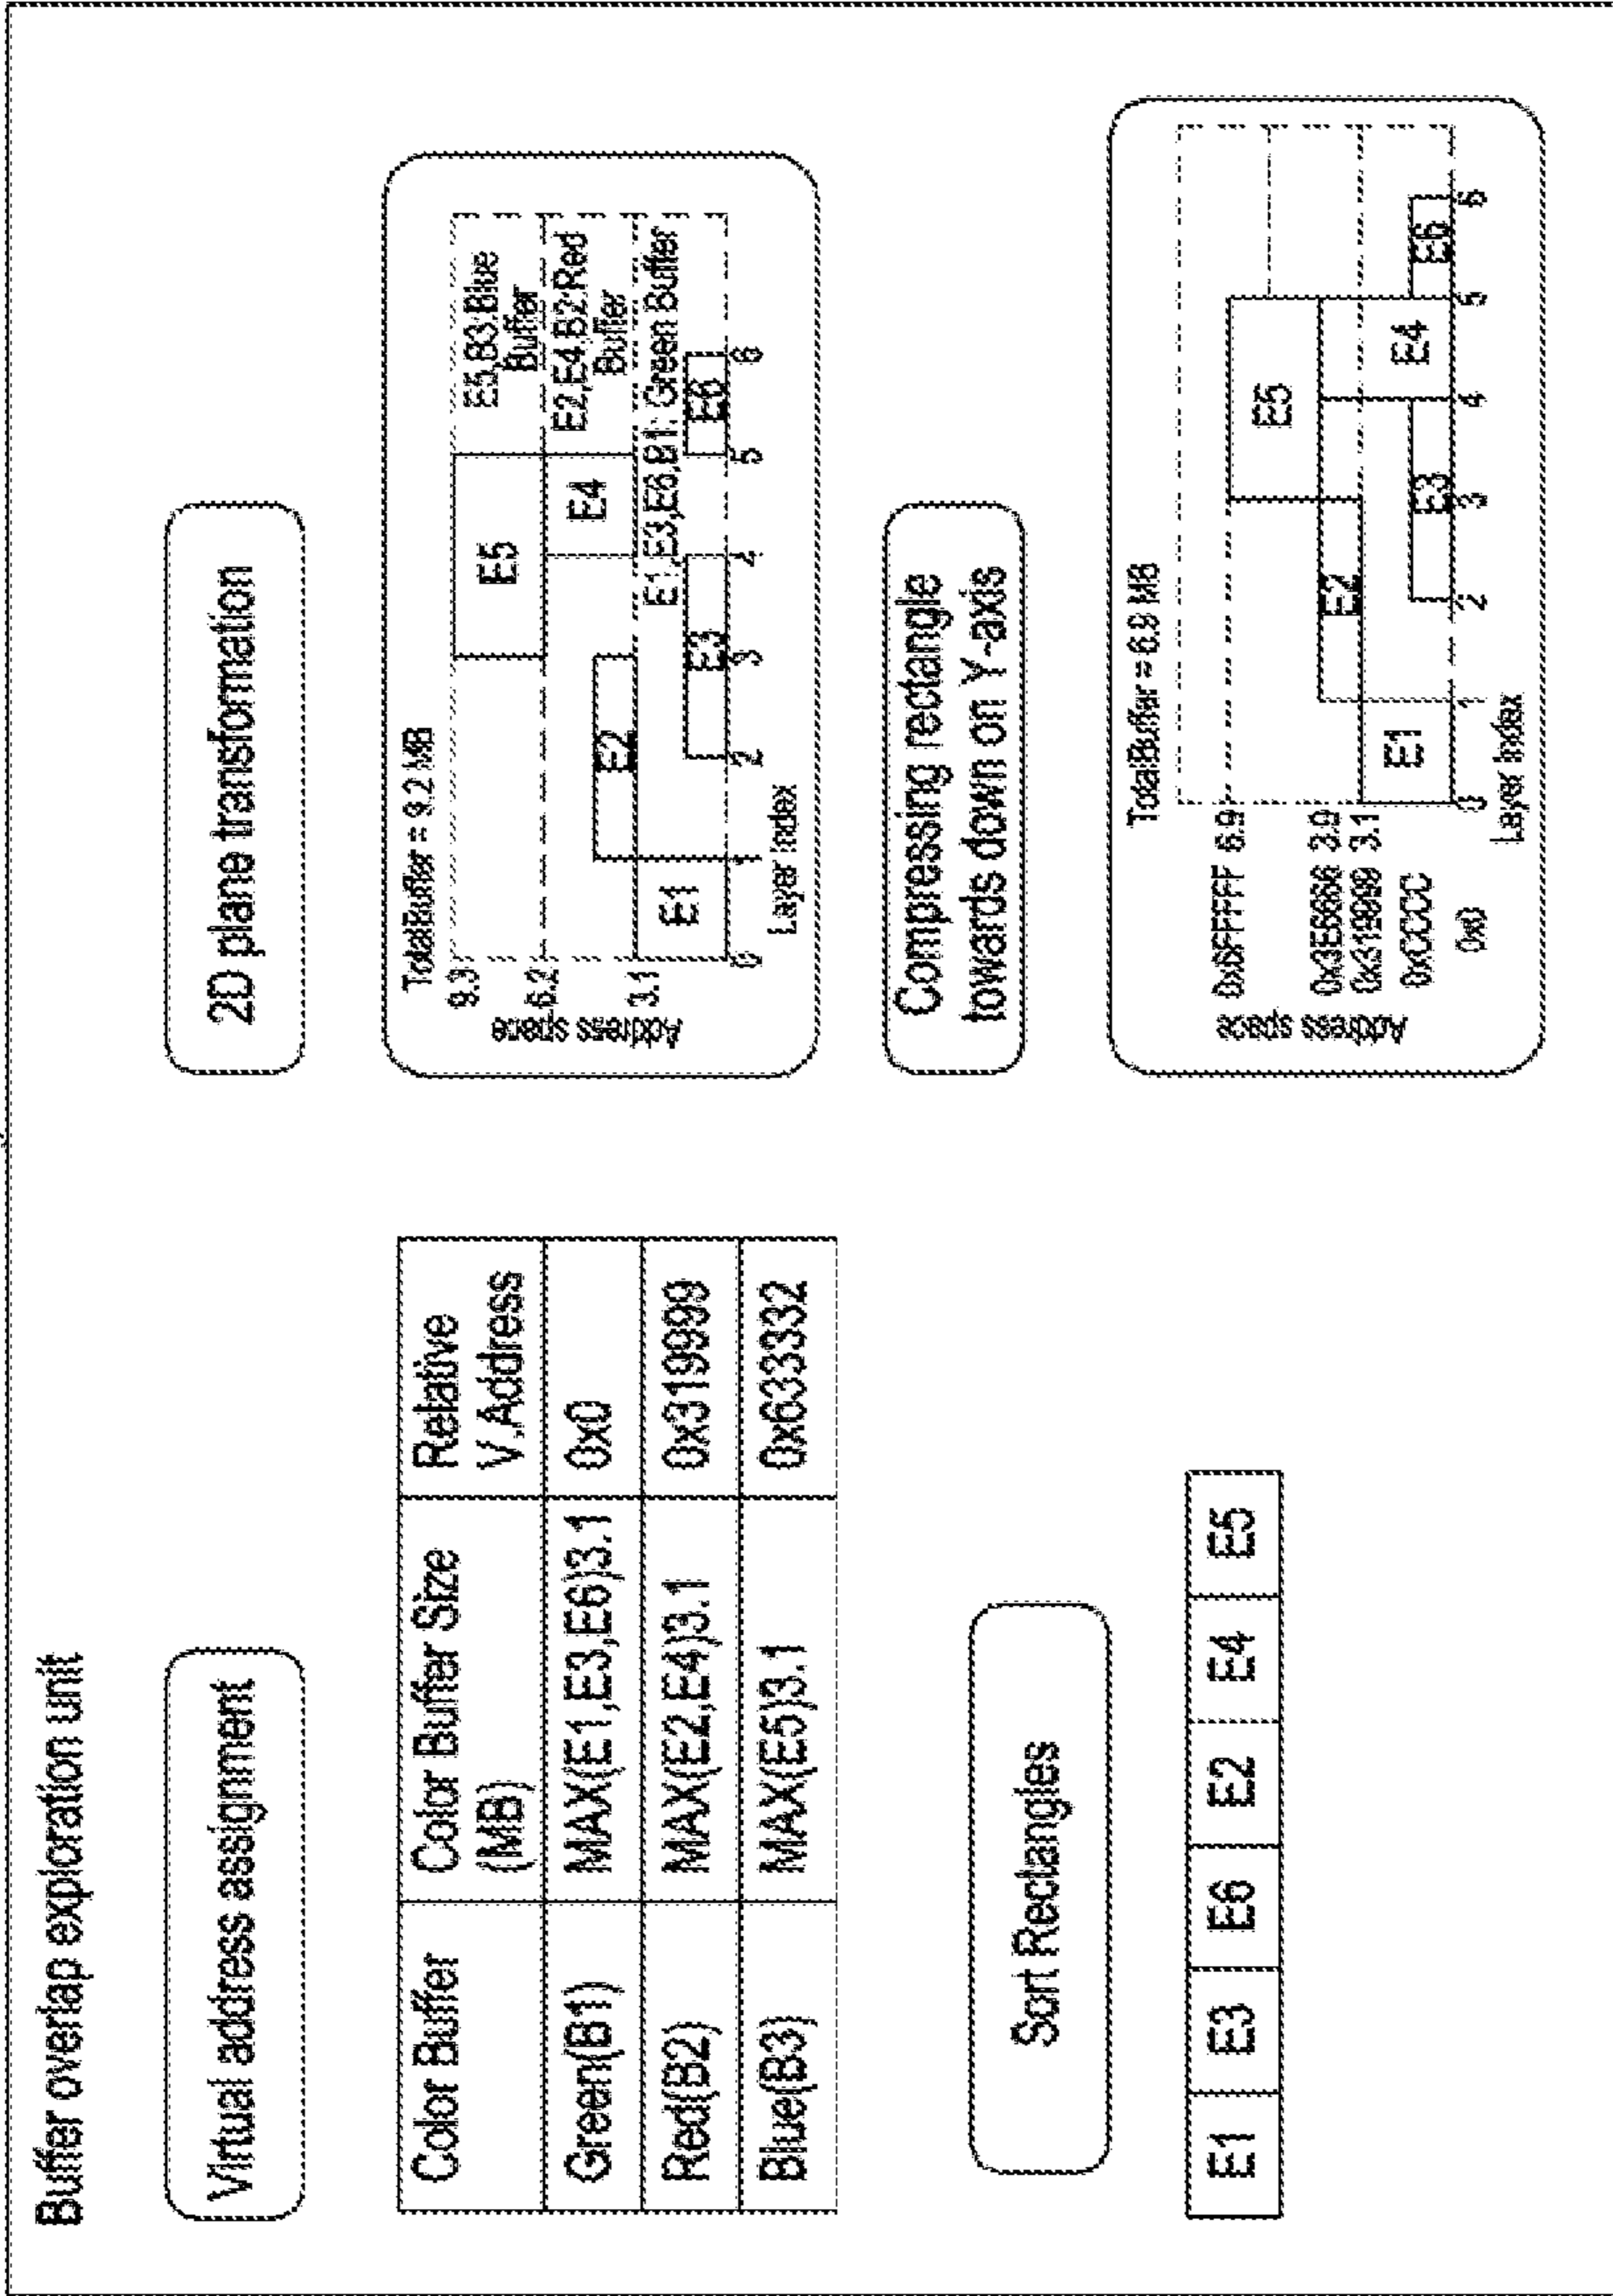 Buffer overlap exploration unit
Virtual address assignment
Color Buffer
Color Buffer Size
(MB)
Relative
V.Address
Green(B1)
MAX(E1,E3,E6)3.1
0x0
Red(B2)
MAX(E2,E4)3.1
0x319999
Blue(B3)
MAX(E5)3.1
0x633332
Sort Rectangles
E1 E3 E6 E2 E4 E5
2D plane transformation
TotalBuffer = 9.2 MB
9.3
6.2
3.1
Address space
E5
E5,B3:Blue
Buffer
E2
E4
E2,E4,B2:Red
Buffer
E1,E3,E6,B1: Green Buffer
E1
E3
E6
0 1 2 3 4 5 6
Layer Index
Compressing rectangle
towards down on Y-axis
TotalBuffer = 6.9 MB
0x6FFFFF 6.9
0x3E6666 3.9
0x319999 3.1
0xCCCC
0x0
Address space
E5
E2
E1
E3
E4
E6
0 1 2 3 4 5 6
Layer Index